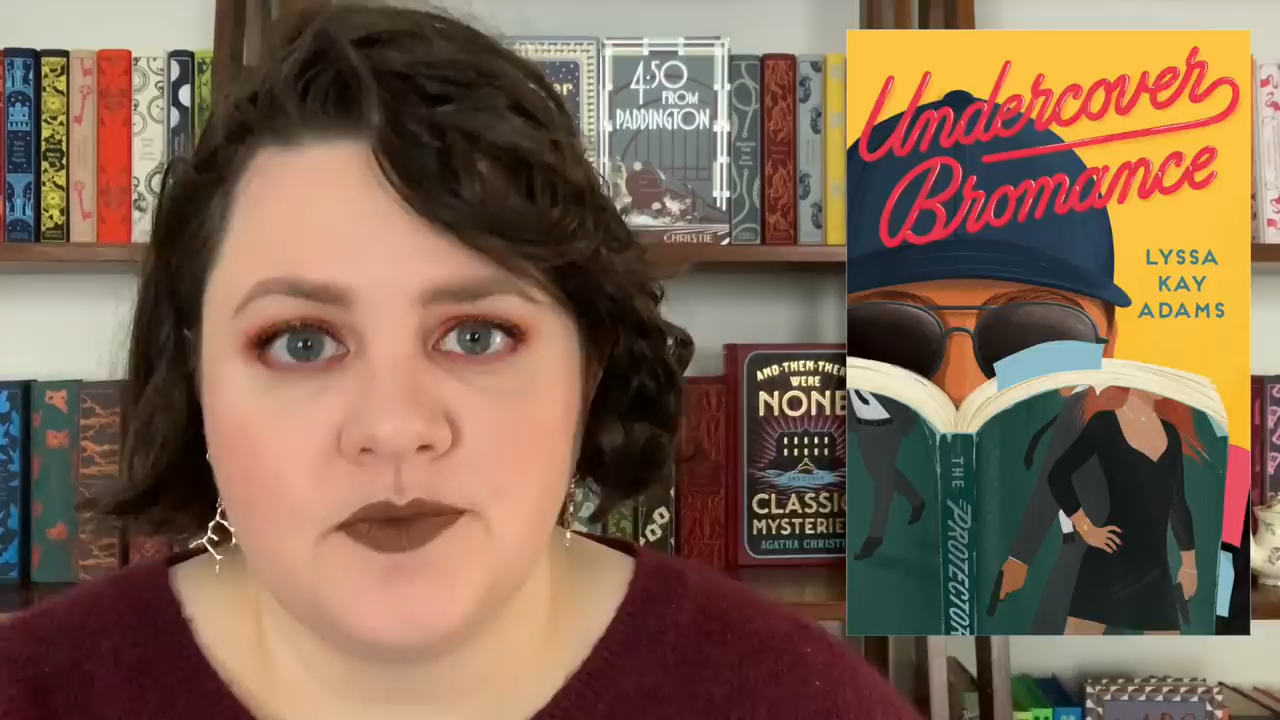 4·50
FROM
PADDINGTON
CHRISTIE
AND·THEN·THERE
WERE
NONE
CLASSIC
MYSTERIES
AGATHA CHRISTIE
Undercover
Bromance
LYSSA
KAY
ADAMS
THE
PROTECTOR